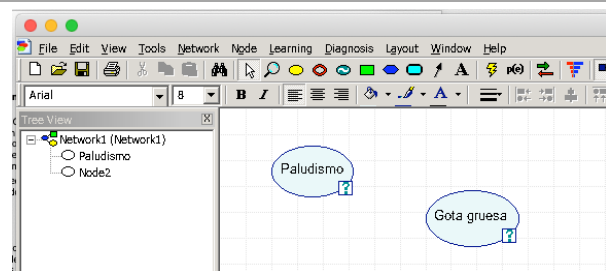 File Edit View Tools Network Node Learning Diagnosis Layout Window Help
A p(e)
Arial 8 B I A
Tree View X
Network1 (Network1)
Paludismo
Node2
Paludismo
?
Gota gruesa
?